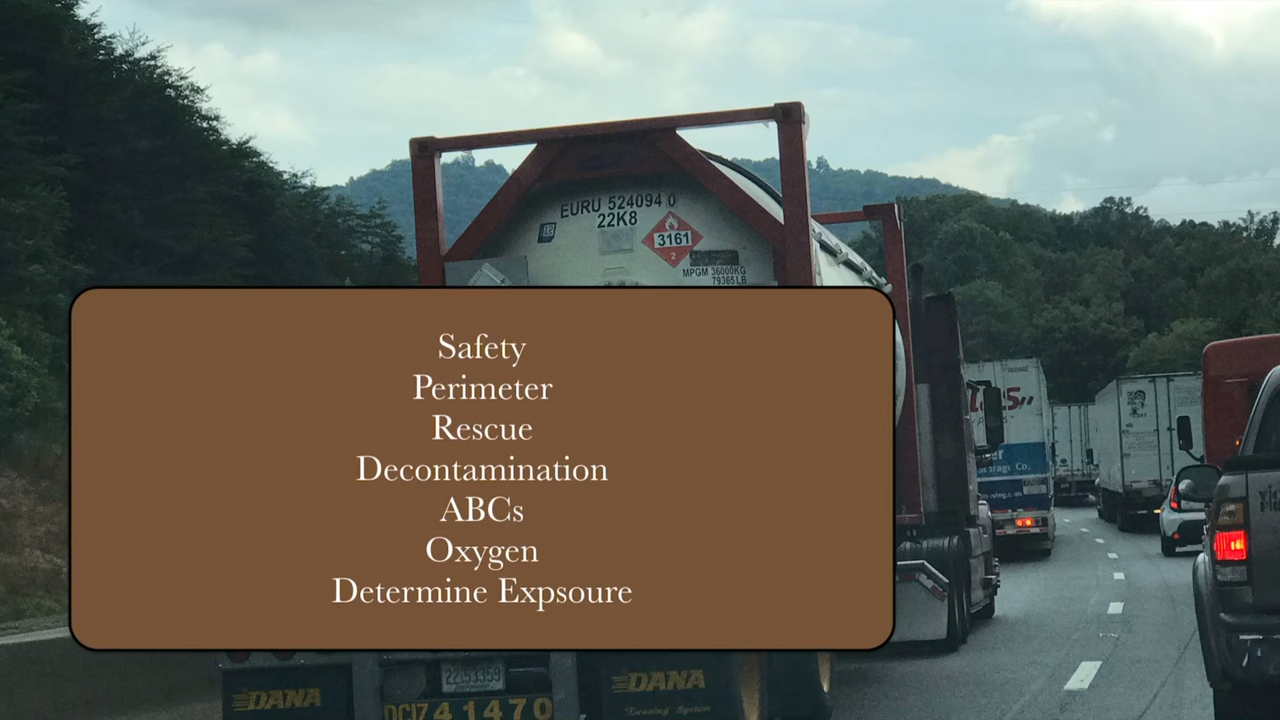 EURU 524094 0
22K8
3161
2
MPGM 36000KG
79365LB
Safety
Perimeter
Rescue
Decontamination
ABCs
Oxygen
Determine Expsoure
DANA
DANA
41470